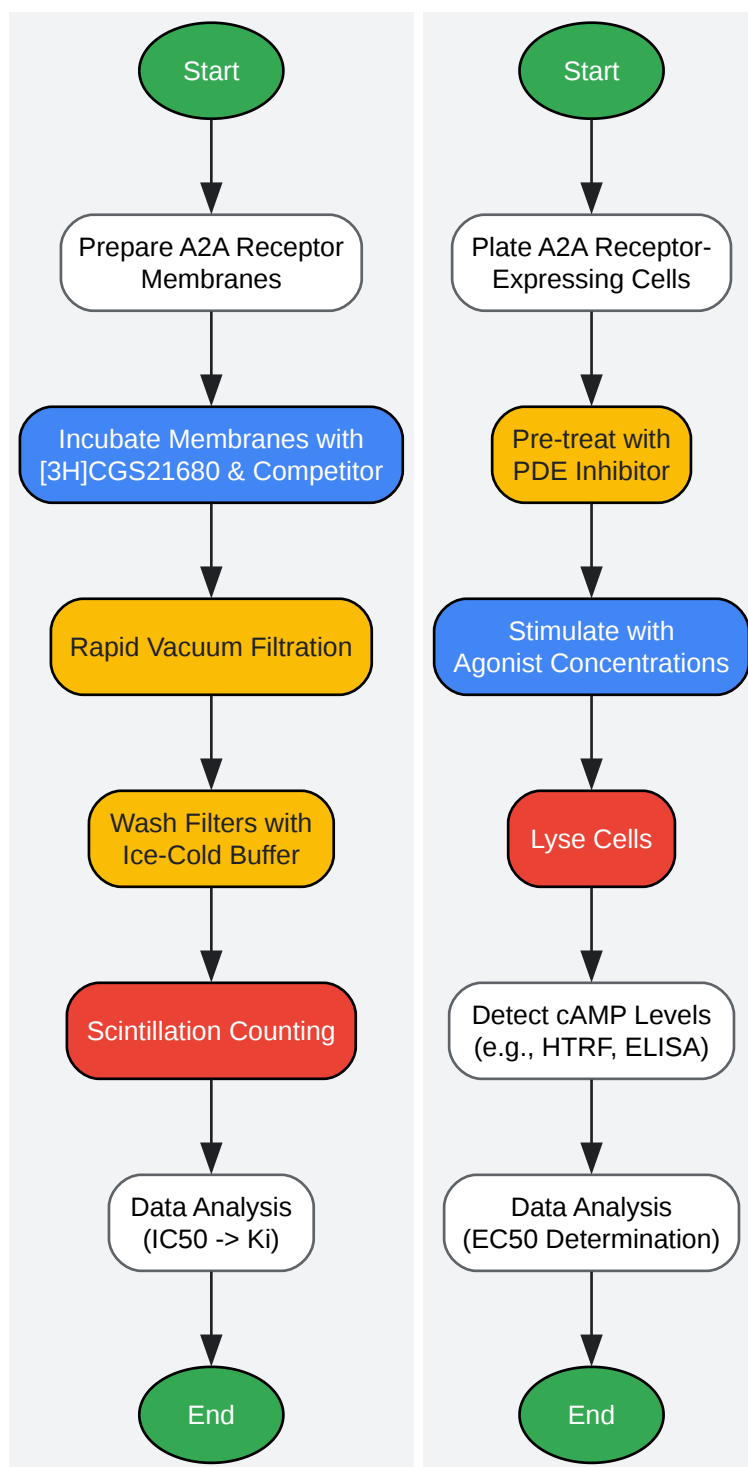 Start
Prepare A2A Receptor
Membranes
Incubate Membranes with
[3H]CGS21680 & Competitor
Rapid Vacuum Filtration
Wash Filters with
Ice-Cold Buffer
Scintillation Counting
Data Analysis
(IC50 -> Ki)
End
Start
Plate A2A Receptor-
Expressing Cells
Pre-treat with
PDE Inhibitor
Stimulate with
Agonist Concentrations
Lyse Cells
Detect cAMP Levels
(e.g., HTRF, ELISA)
Data Analysis
(EC50 Determination)
End